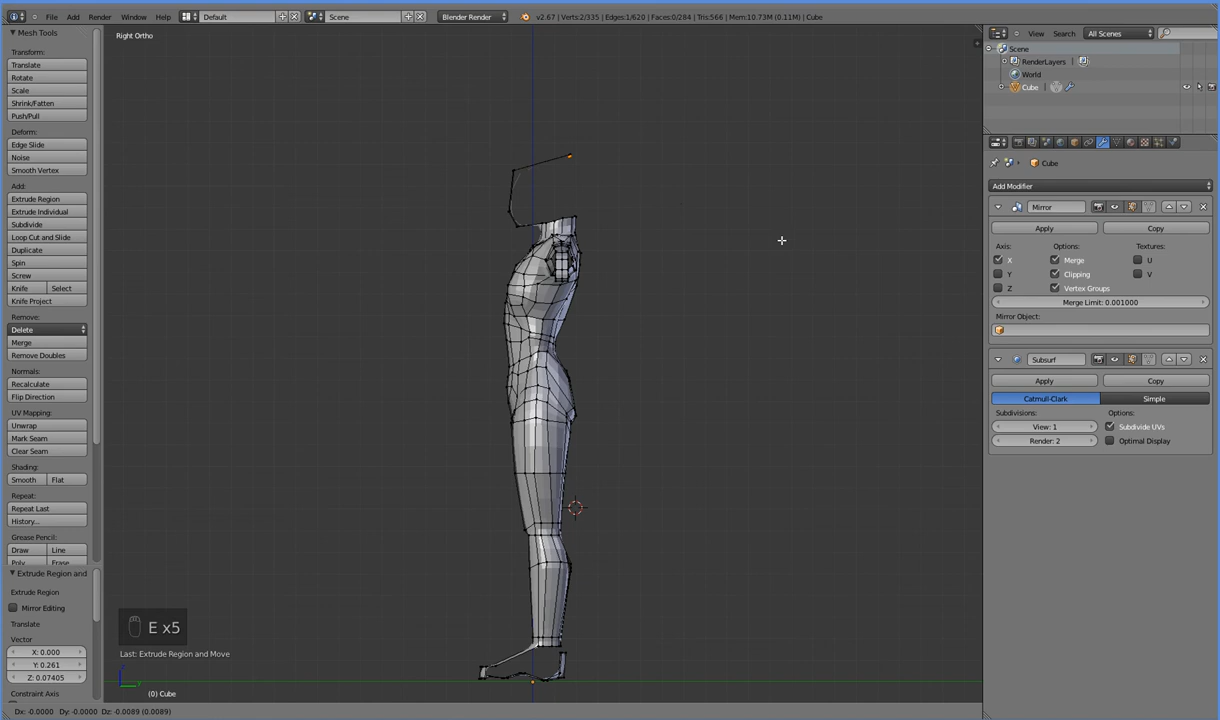 File Add Render Window Help Default Scene Blender Render v2.67 | Verts:2/335 | Edges:1/620 | Faces:0/284 | Tris:566 | Mem:10.73M (0.11M) | Cube
Mesh Tools
Transform:
Translate
Rotate
Scale
Shrink/Fatten
Push/Pull
Deform:
Edge Slide
Noise
Smooth Vertex
Add:
Extrude Region
Extrude Individual
Subdivide
Loop Cut and Slide
Duplicate
Spin
Screw
Knife Select
Knife Project
Remove:
Delete
Merge
Remove Doubles
Normals:
Recalculate
Flip Direction
UV Mapping:
Unwrap
Mark Seam
Clear Seam
Shading:
Smooth Flat
Repeat:
Repeat Last
History...
Grease Pencil:
Draw Line
Poly Erase
Extrude Region and
Extrude Region
Mirror Editing
Translate
Vector
X: 0.000
Y: 0.261
Z: 0.07405
Constraint Axis
Right Ortho
E x5
Last: Extrude Region and Move
(0) Cube
Dx: -0.0000 Dy: -0.0000 Dz: -0.0089 (0.0089)
View Search All Scenes
Scene
RenderLayers |
World
Cube |
Cube
Add Modifier
Mirror
Apply Copy
Axis: Options: Textures:
X Merge U
Y Clipping V
Z Vertex Groups
Merge Limit: 0.001000
Mirror Object:
Subsurf
Apply Copy
Catmull-Clark Simple
Subdivisions: Options:
View: 1 Subdivide UVs
Render: 2 Optimal Display